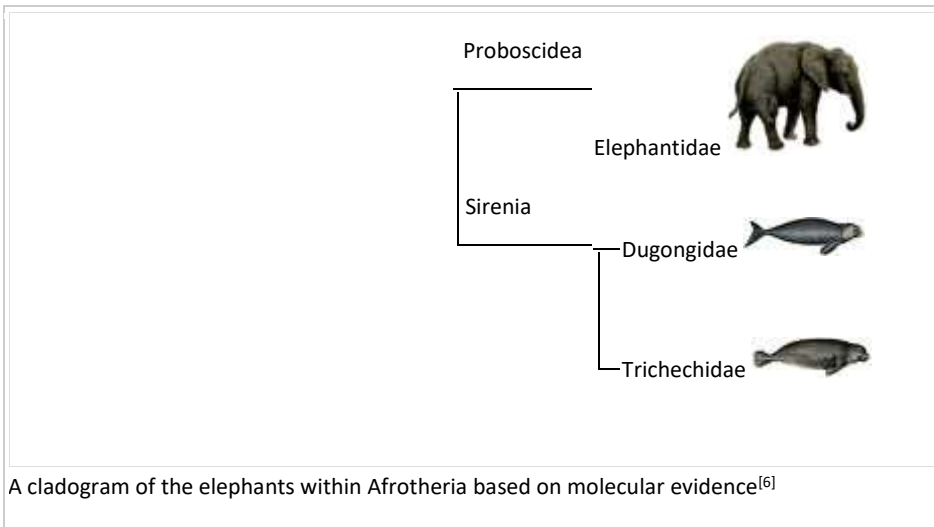 Proboscidea
Elephantidae
Sirenia
Dugongidae
Trichechidae
A cladogram of the elephants within Afrotheria based on molecular evidence[6]